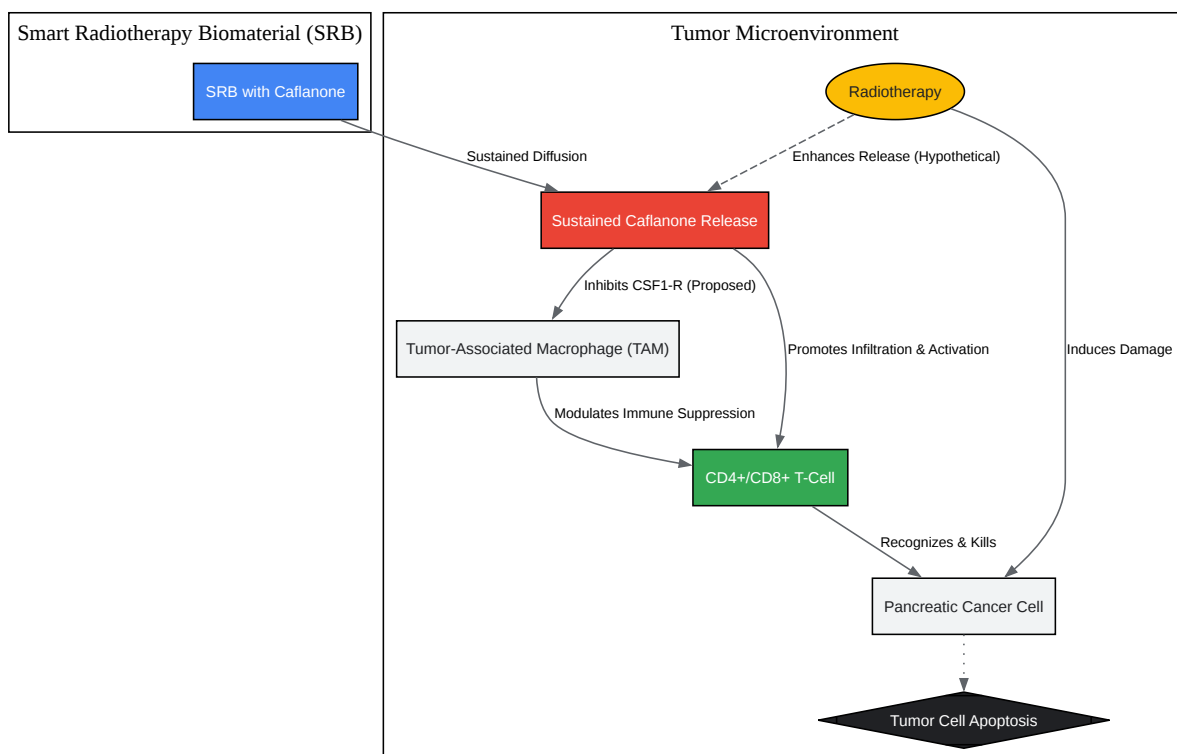 Smart Radiotherapy Biomaterial (SRB)
Tumor Microenvironment
SRB with Caflanone
Radiotherapy
Sustained Diffusion
Enhances Release (Hypothetical)
Sustained Caflanone Release
Inhibits CSF1-R (Proposed)
Tumor-Associated Macrophage (TAM)
Promotes Infiltration & Activation
Induces Damage
Modulates Immune Suppression
CD4+/CD8+ T-Cell
Recognizes & Kills
Pancreatic Cancer Cell
Tumor Cell Apoptosis